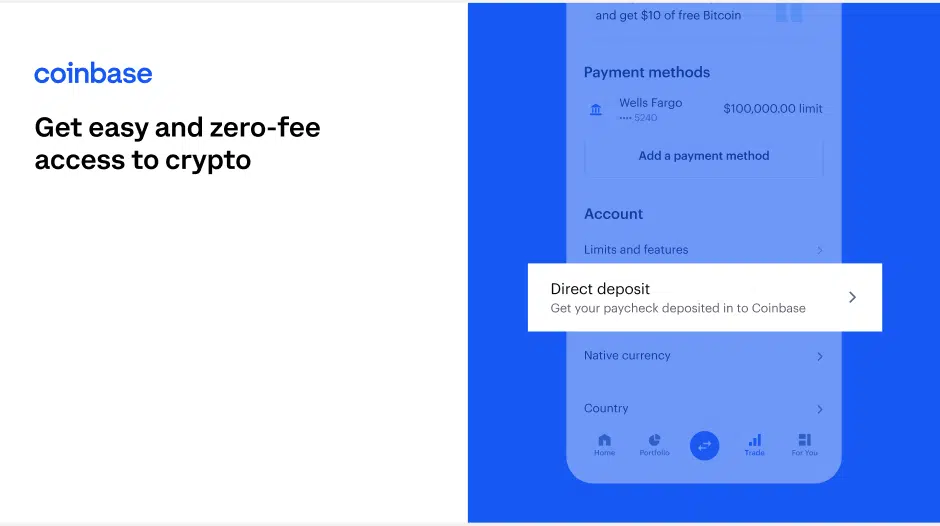 coinbase
Get easy and zero-fee
access to crypto
and get $10 of free Bitcoin
Payment methods
Wells Fargo
$100,000.00 limit
•••• 5240
Add a payment method
Account
Limits and features
Direct deposit
Get your paycheck deposited in to Coinbase
Native currency
Country
Home
Portfolio
Trade
For You